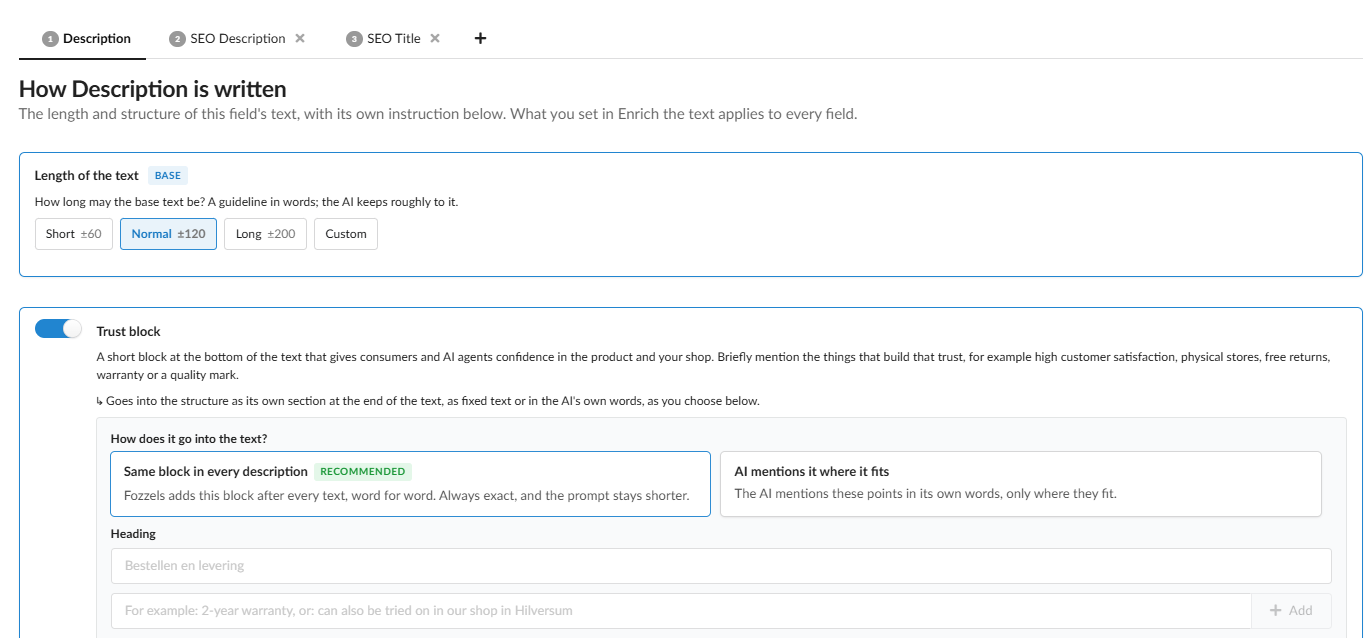 1 Description 2 SEO Description × 3 SEO Title × +
How Description is written
The length and structure of this field's text, with its own instruction below. What you set in Enrich the text applies to every field.
Length of the text BASE
How long may the base text be? A guideline in words; the AI keeps roughly to it.
Short ±60 Normal ±120 Long ±200 Custom
Trust block
A short block at the bottom of the text that gives consumers and AI agents confidence in the product and your shop. Briefly mention the things that build that trust, for example high customer satisfaction, physical stores, free returns,
warranty or a quality mark.
↳ Goes into the structure as its own section at the end of the text, as fixed text or in the AI's own words, as you choose below.
How does it go into the text?
Same block in every description RECOMMENDED
Fozzels adds this block after every text, word for word. Always exact, and the prompt stays shorter.
AI mentions it where it fits
The AI mentions these points in its own words, only where they fit.
Heading
Bestellen en levering
For example: 2-year warranty, or: can also be tried on in our shop in Hilversum + Add